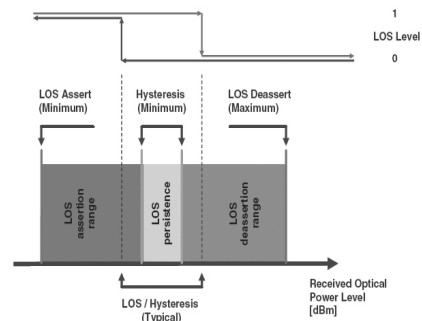 1
LOS Level
0
LOS Assert
(Minimum)
Hysteresis
(Minimum)
LOS Deassert
(Maximum)
LOS
assertion
range
LOS
persistence
LOS
deassertion
range
Received Optical
Power Level
[dBm]
LOS / Hysteresis
(Typical)